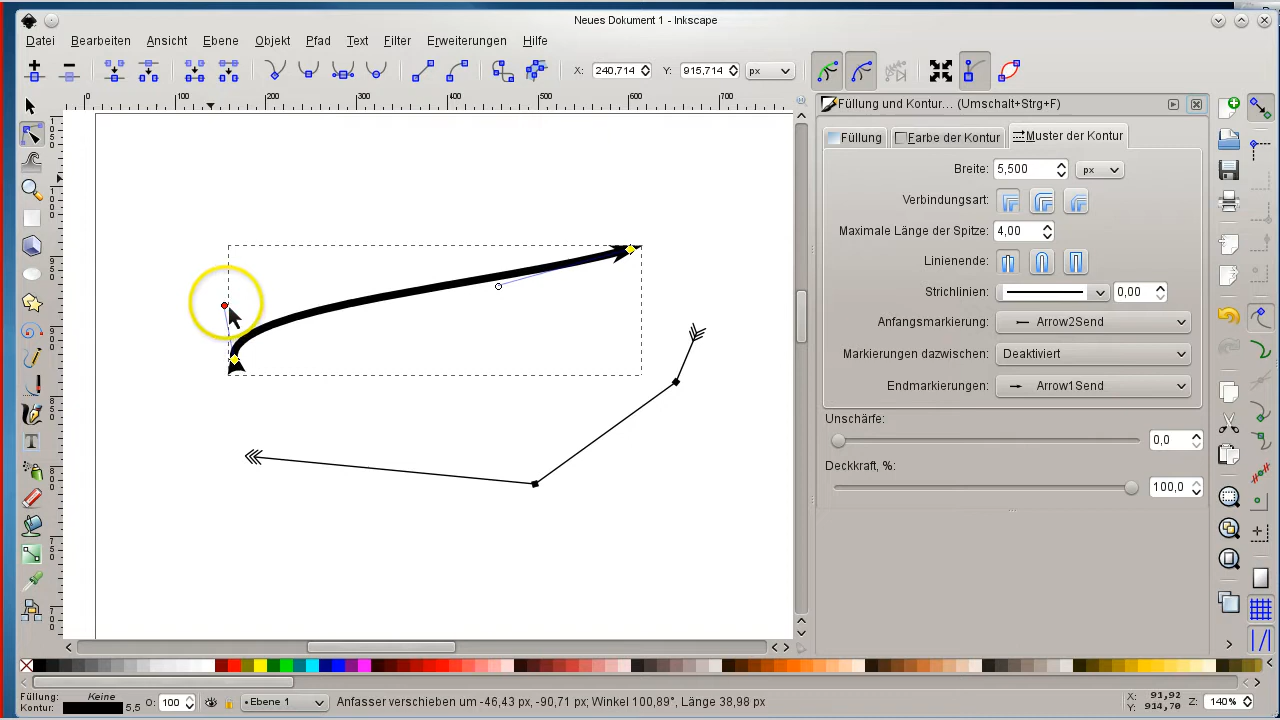 Neues Dokument 1 - Inkscape
Datei Bearbeiten Ansicht Ebene Objekt Pfad Text Filter Erweiterungen Hilfe
X: 240,714 Y: 915,714 px
0 100 200 300 400 500 600 700
Füllung und Kontur... (Umschalt+Strg+F)
Füllung Farbe der Kontur Muster der Kontur
Breite: 5,500 px
Verbindungsart:
Maximale Länge der Spitze: 4,00
Linienende:
Strichlinien: 0,00
Anfangsmarkierung: Arrow2Send
Markierungen dazwischen: Deaktiviert
Endmarkierungen: Arrow1Send
Unschärfe:
0,0
Deckkraft, %:
100,0
Füllung: Keine
Kontur: 5,5
O: 100
Ebene 1
Anfasser verschieben um -46,43 px, -90,71 px; Winkel 100,89°, Länge 38,98 px
X: 91,92
Y: 914,70
Z: 140%